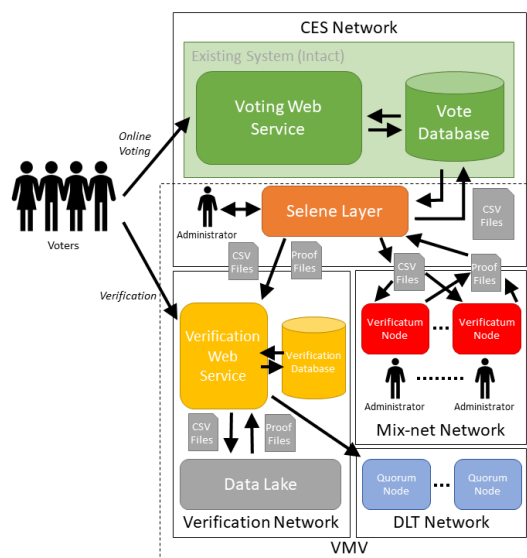 CES Network
Existing System (Intact)
Voting Web
Service
Vote
Database
Online
Voting
Voters
Administrator
Selene Layer
CSV
Files
CSV
Files
Proof
Files
CSV
Files
Proof
Files
Verification
Verification
Web
Service
Verification
Database
Verificatum
Node
...
Verificatum
Node
Administrator
........
Administrator
Mix-net Network
CSV
Files
Proof
Files
Data Lake
Verification Network
Quorum
Node
...
Quorum
Node
DLT Network
VMV